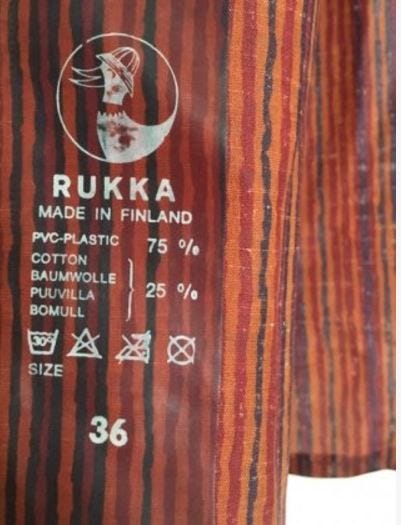 RUKKA
MADE IN FINLAND
PVC-PLASTIC 75 %
COTTON
BAUMWOLLE
PUUVILLA
BOMULL
25 %
30°
SIZE
36